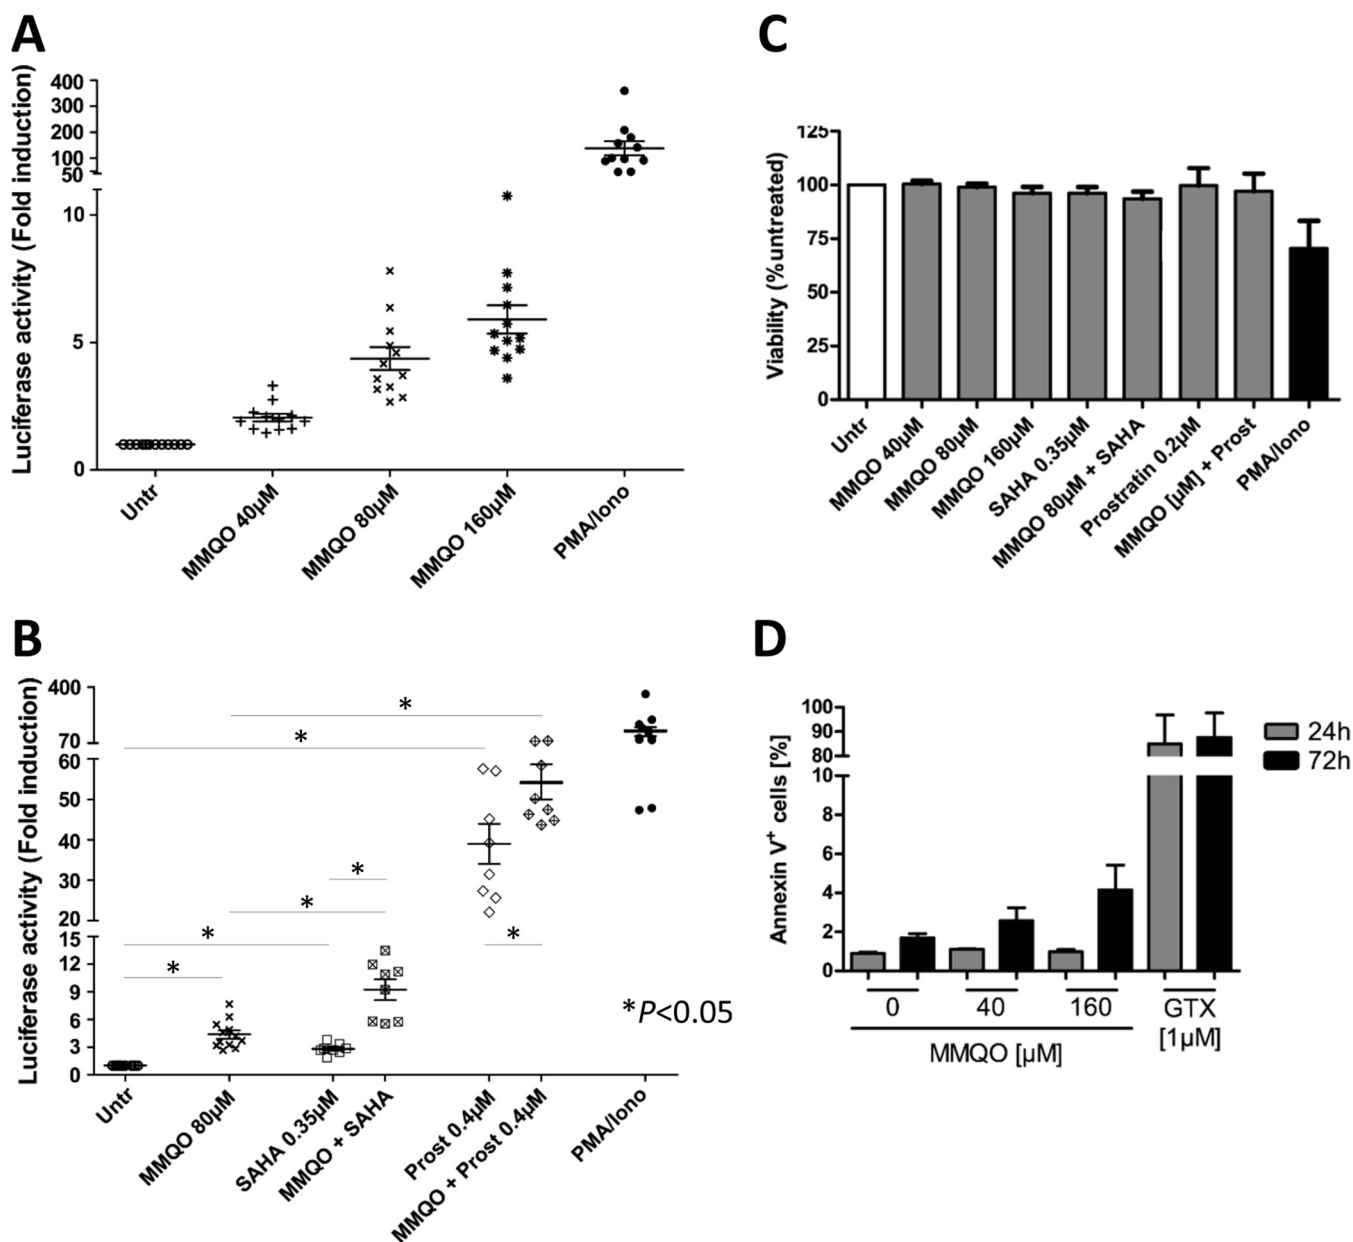 A
Luciferase activity (Fold induction)
400
300
200
100
50
10
5
0
Untr
MMQO 40µM
MMQO 80µM
MMQO 160µM
PMA/Iono
C
Viability (%untreated)
125
100
75
50
25
0
Untr
MMQO 40µM
MMQO 80µM
MMQO 160µM
SAHA 0.35µM
MMQO 80µM + SAHA
Prostratin 0.2µM
MMQO [µM] + Prost
PMA/Iono
B
Luciferase activity (Fold induction)
400
70
60
50
40
30
20
15
12
9
6
3
0
*
*
*
*
*
*
*
*P<0.05
Untr
MMQO 80µM
SAHA 0.35µM
MMQO + SAHA
Prost 0.4µM
MMQO + Prost 0.4µM
PMA/Iono
D
Annexin V+ cells [%]
100
90
80
10
8
6
4
2
0
24h
72h
0
40
160
GTX
[1µM]
MMQO [µM]